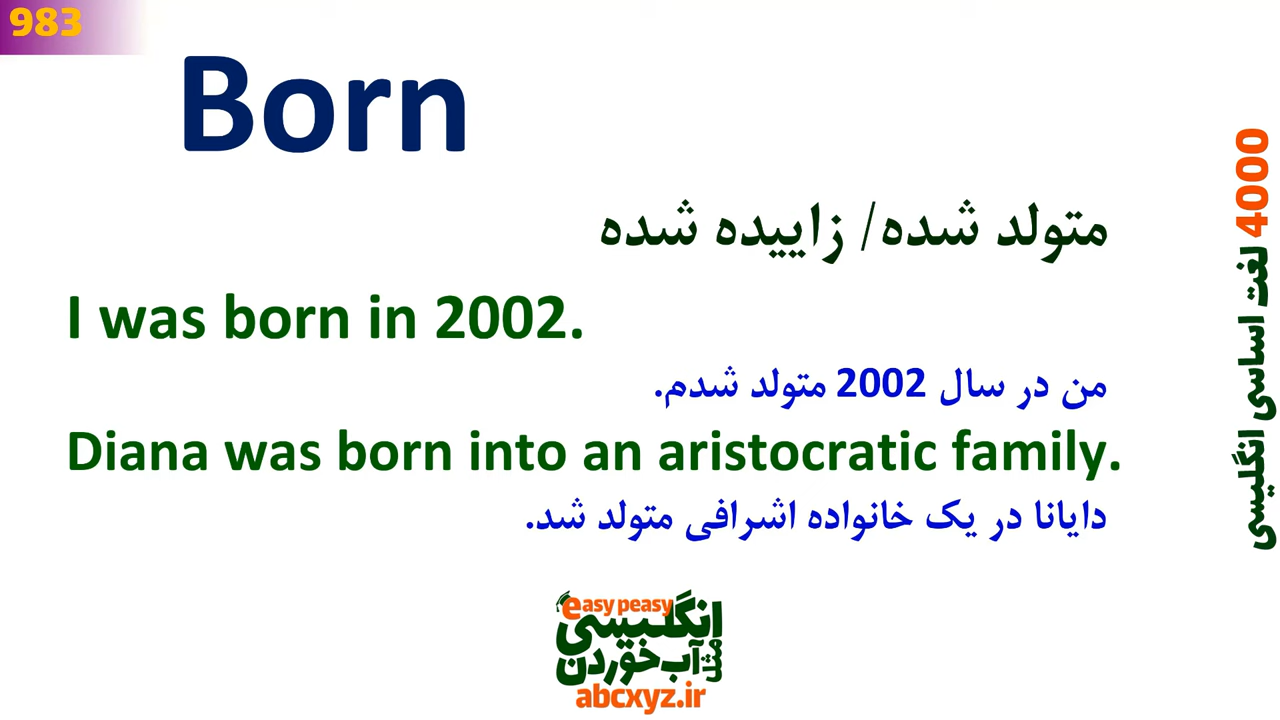 983
Born
متولد شده/ زاییده شده
I was born in 2002.
من در سال 2002 متولد شدم.
Diana was born into an aristocratic family.
دایانا در یک خانواده اشرافی متولد شد.
4000 لغت اساسی انگلیسی
easy peasy
انگلیسی
مثل آب خوردن
abcxyz.ir